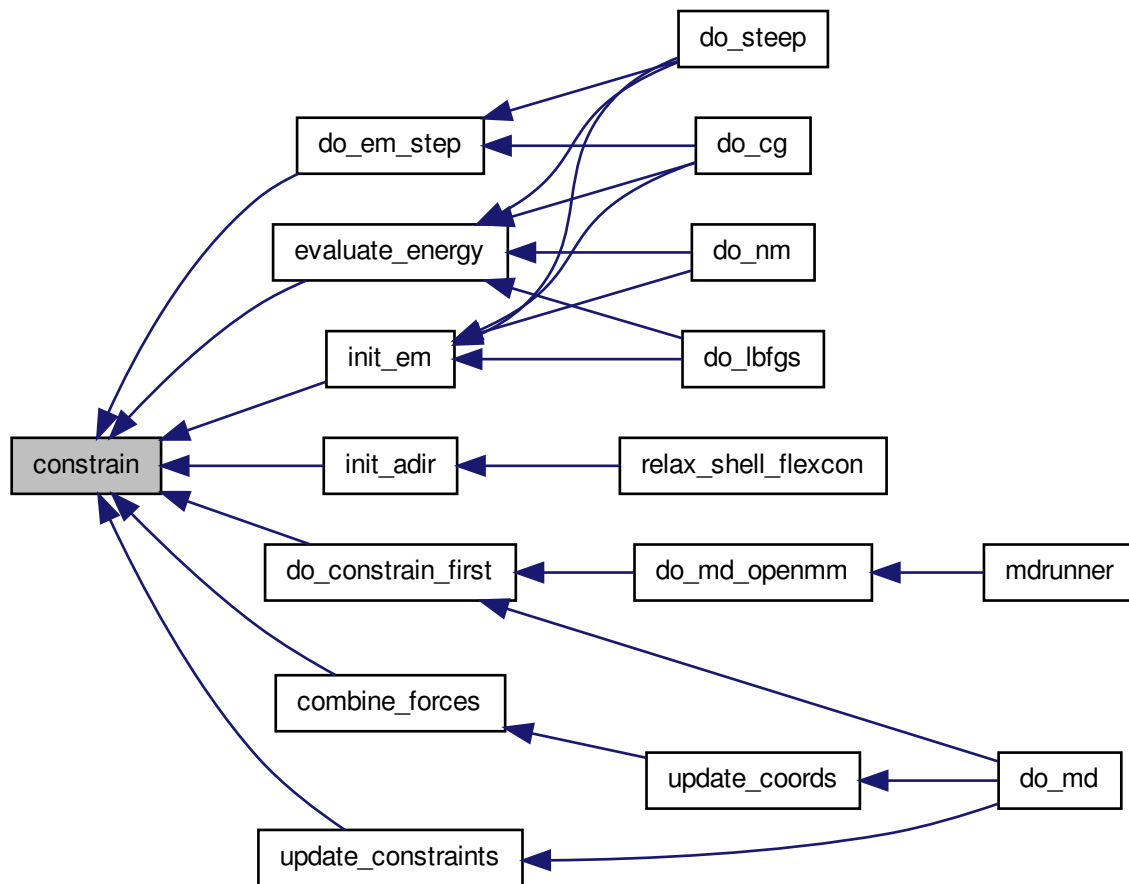 do_steep
do_em_step
do_cg
evaluate_energy
do_nm
init_em
do_lbfgs
constrain
init_adir
relax_shell_flexcon
do_constrain_first
do_md_openmm
mdrunner
combine_forces
update_coords
do_md
update_constraints